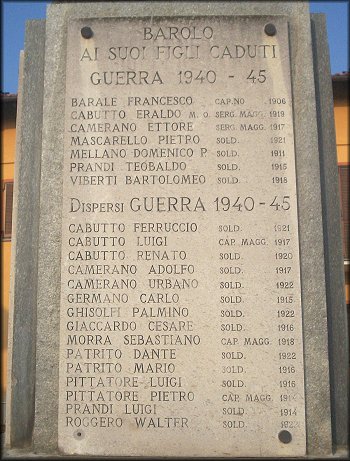 BAROLO
AI SUOI FIGLI CADUTI
GUERRA 1940 - 45
BARALE FRANCESCO CAP.NO 1906
CABUTTO ERALDO M. O. SERG. MAGG. 1919
CAMERANO ETTORE SERG. MAGG. 1917
MASCARELLO PIETRO SOLD. 1921
MELLANO DOMENICO P. SOLD. 1911
PRANDI TEOBALDO SOLD. 1915
VIBERTI BARTOLOMEO SOLD. 1918
DISPERSI GUERRA 1940-45
CABUTTO FERRUCCIO SOLD. 1921
CABUTTO LUIGI CAP. MAGG. 1917
CABUTTO RENATO SOLD. 1920
CAMERANO ADOLFO SOLD. 1917
CAMERANO URBANO SOLD. 1922
GERMANO CARLO SOLD. 1915
GHISOLFI PALMINO SOLD. 1922
GIACCARDO CESARE SOLD. 1916
MORRA SEBASTIANO CAP. MAGG. 1918
PATRITO DANTE SOLD. 1922
PATRITO MARIO SOLD. 1916
PITTATORE LUIGI SOLD. 1916
PITTATORE PIETRO CAP. MAGG. 1914
PRANDI LUIGI SOLD. 1914
ROGGERO WALTER SOLD. 1922